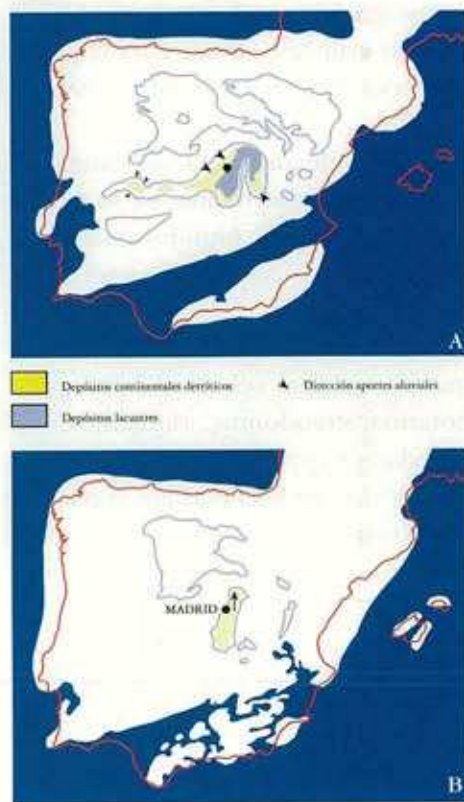 A
Depósitos continentales detríticos
Dirección aportes aluviales
Depósitos lacustres
MADRID
B